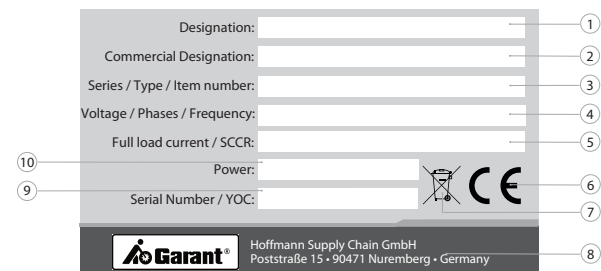 Designation: 1
Commercial Designation: 2
Series / Type / Item number: 3
Voltage / Phases / Frequency: 4
Full load current / SCCR: 5
10 Power:
CE 6
9 Serial Number / YOC:
7
Garant®
Hoffmann Supply Chain GmbH
Poststraße 15 • 90471 Nuremberg • Germany 8